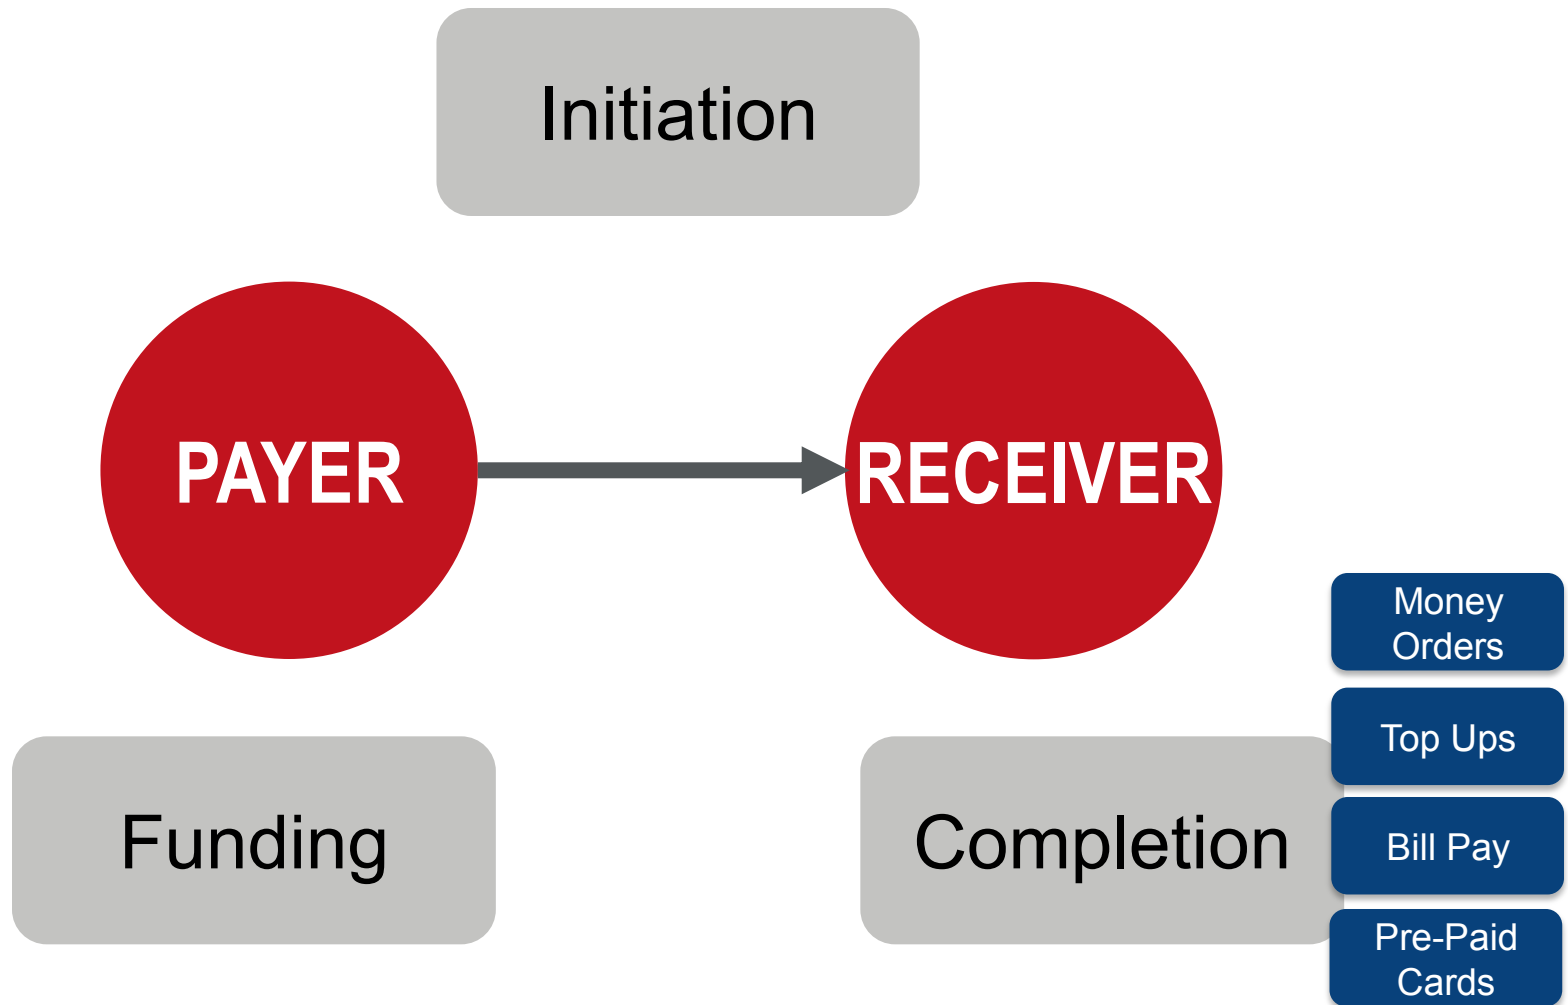 Initiation
PAYER
RECEIVER
Money
Orders
Top Ups
Funding
Completion
Bill Pay
Pre-Paid
Cards